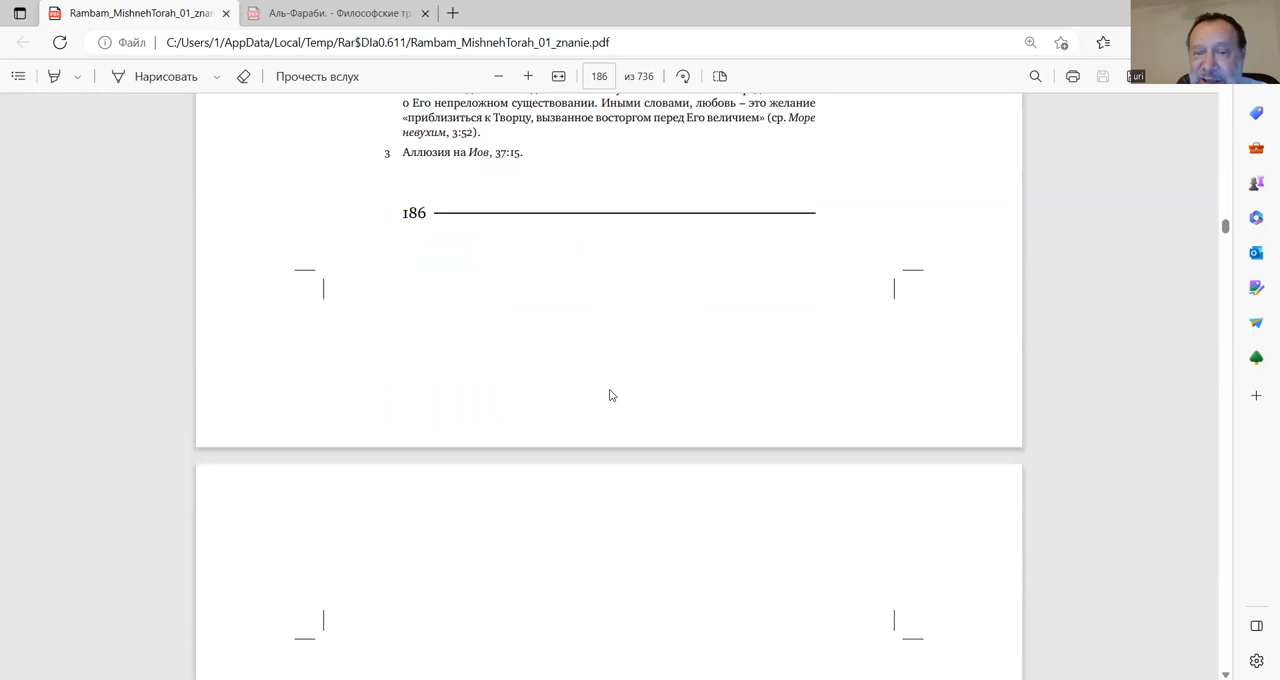 Rambam_MishnehTorah_01_znan
Аль-Фараби. - Философские тр
Файл
C:/Users/1/AppData/Local/Temp/Rar$DIa0.611/Rambam_MishnehTorah_01_znanie.pdf
Нарисовать
Прочесть вслух
186
из 736
uri
о Его непреложном существовании. Иными словами, любовь – это желание
«приблизиться к Творцу, вызванное восторгом перед Его величием» (ср. Море
невухим, 3:52).
3 Аллюзия на Иов, 37:15.
186